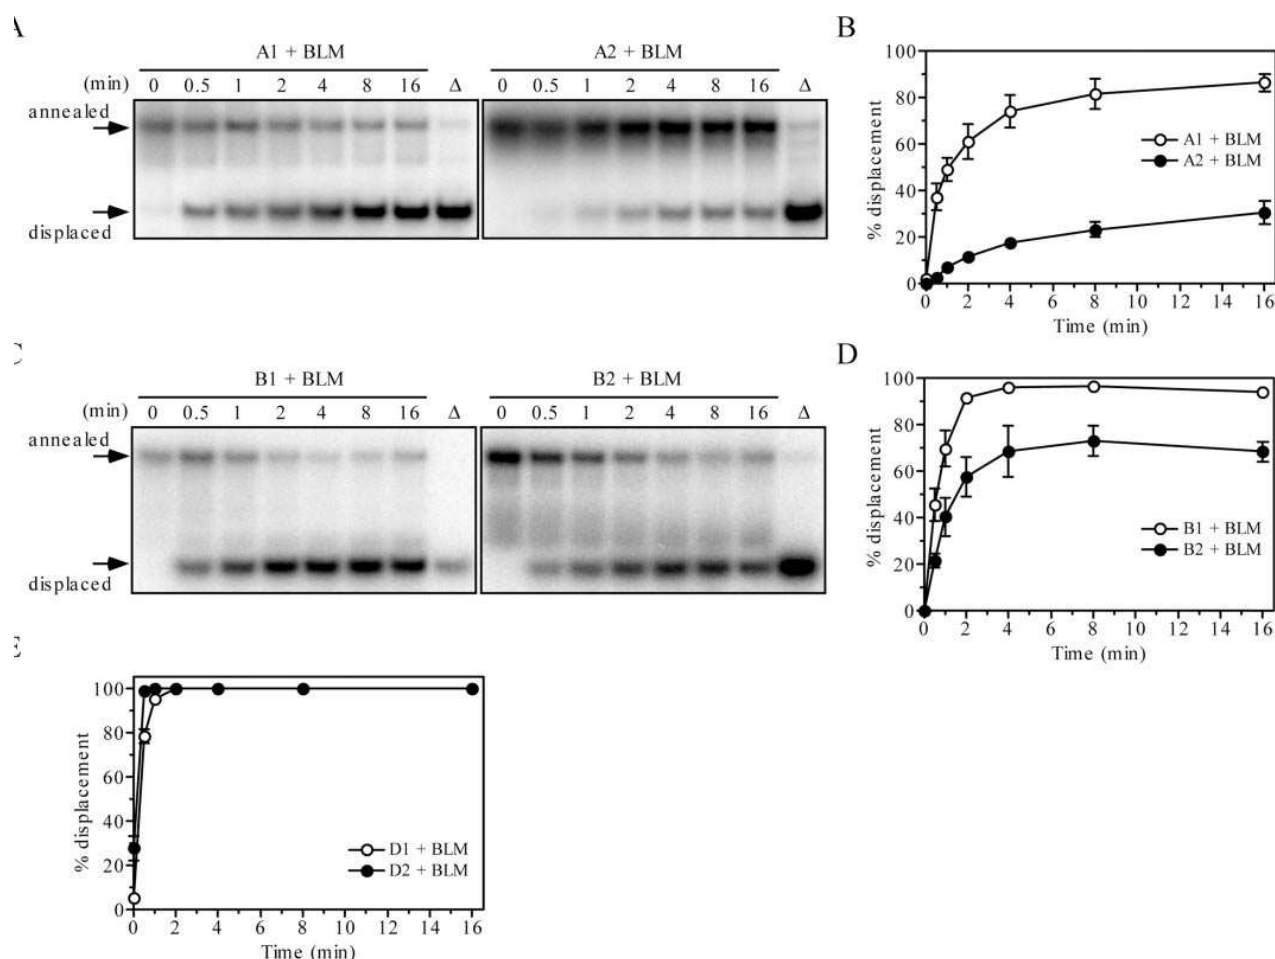 A
A1 + BLM
A2 + BLM
(min) 0 0.5 1 2 4 8 16 Δ 0 0.5 1 2 4 8 16 Δ
annealed
displaced
B
100
80
60
40
20
0
% displacement
A1 + BLM
A2 + BLM
0 2 4 6 8 10 12 14 16
Time (min)
C
B1 + BLM
B2 + BLM
(min) 0 0.5 1 2 4 8 16 Δ 0 0.5 1 2 4 8 16 Δ
annealed
displaced
D
100
80
60
40
20
0
% displacement
B1 + BLM
B2 + BLM
0 2 4 6 8 10 12 14 16
Time (min)
E
100
80
60
40
20
0
% displacement
D1 + BLM
D2 + BLM
0 2 4 6 8 10 12 14 16
Time (min)